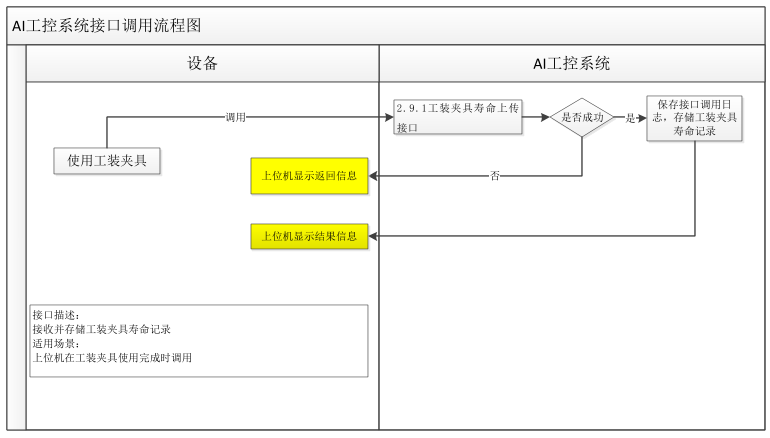 AI工控系统接口调用流程图
设备
AI工控系统
使用工装夹具
调用
2.9.1工装夹具寿命上传
接口
是否成功
是
保存接口调用日
志，存储工装夹具
寿命记录
否
上位机显示返回信息
上位机显示结果信息
接口描述：
接收并存储工装夹具寿命记录
适用场景：
上位机在工装夹具使用完成时调用